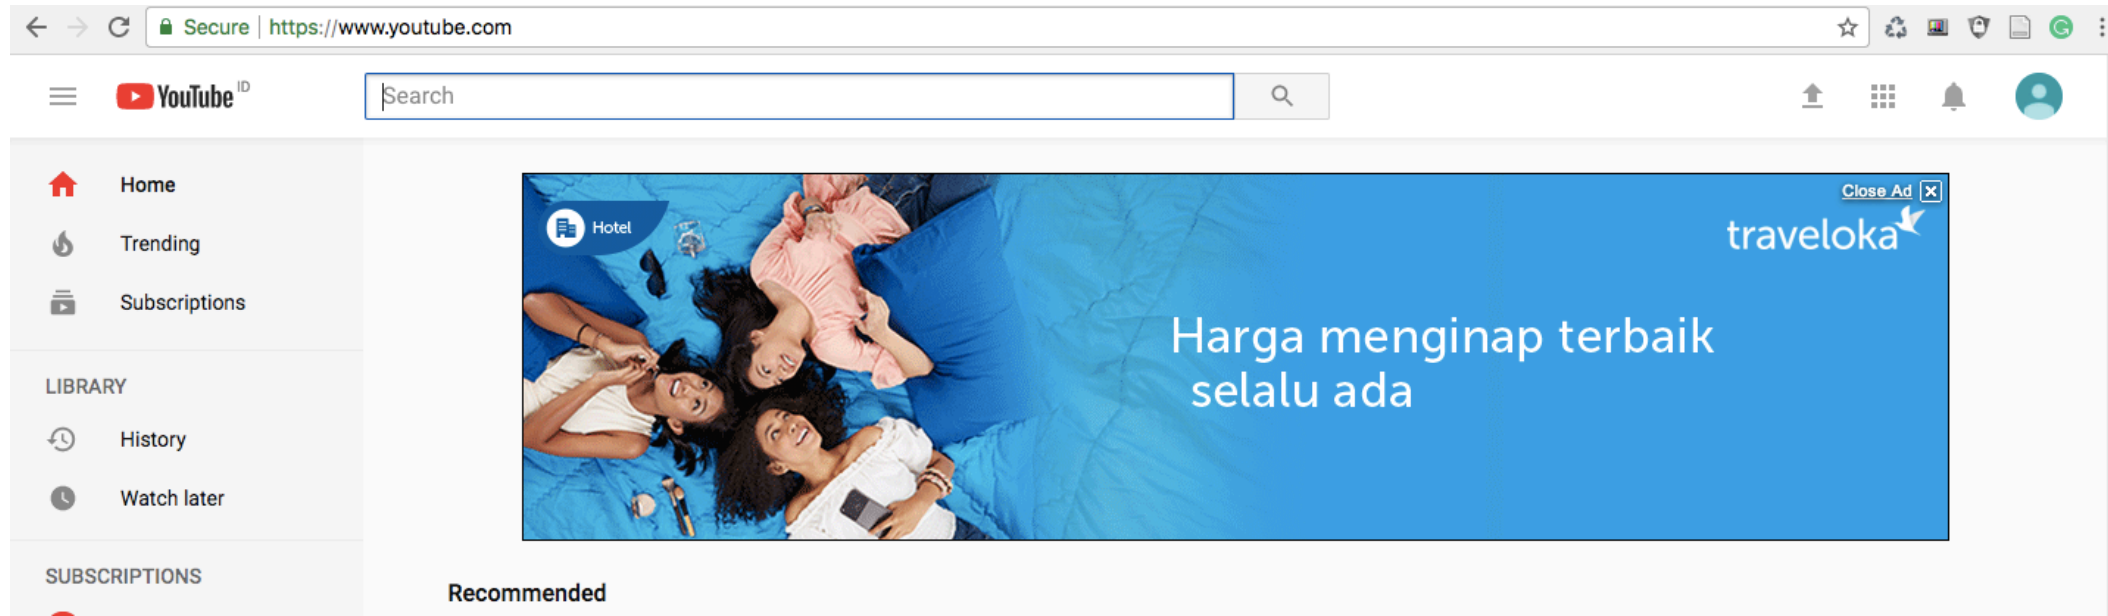 Secure https://www.youtube.com
YouTube ID
Search
Home
Trending
Subscriptions
LIBRARY
History
Watch later
SUBSCRIPTIONS
Hotel
Close Ad
traveloka
Harga menginap terbaik
selalu ada
Recommended